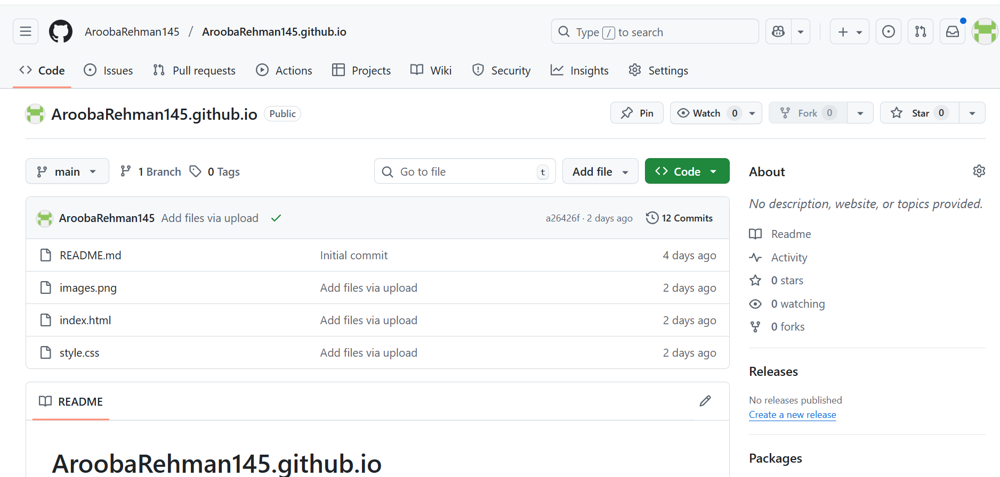 AroobaRehman145 / AroobaRehman145.github.io
Type / to search
Code Issues Pull requests Actions Projects Wiki Security Insights Settings
AroobaRehman145.github.io Public
Pin Watch 0 Fork 0 Star 0
main 1 Branch 0 Tags Go to file t Add file Code
AroobaRehman145 Add files via upload a26426f · 2 days ago 12 Commits
README.md Initial commit 4 days ago
images.png Add files via upload 2 days ago
index.html Add files via upload 2 days ago
style.css Add files via upload 2 days ago
README
AroobaRehman145.github.io
About
No description, website, or topics provided.
Readme
Activity
0 stars
0 watching
0 forks
Releases
No releases published
Create a new release
Packages